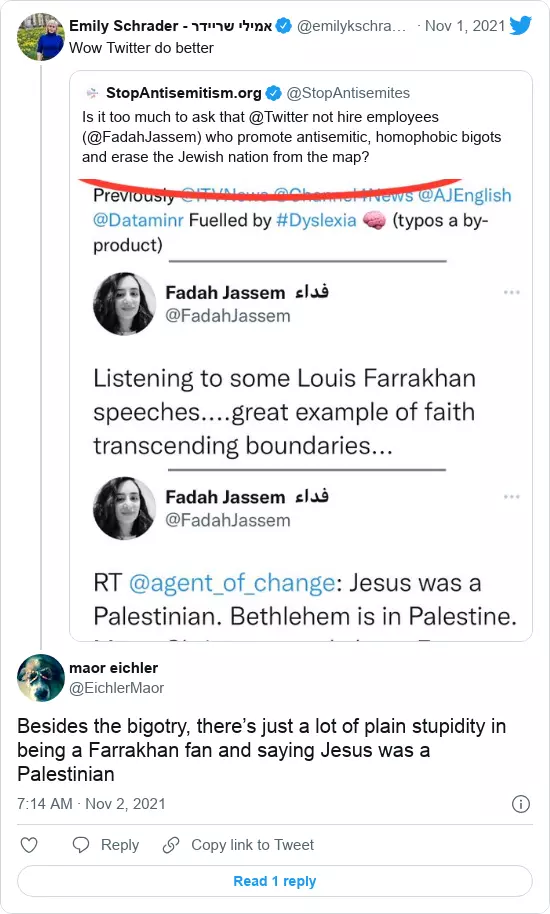 Emily Schrader - אמילי שריידר @emilykschra... · Nov 1, 2021
Wow Twitter do better
StopAntisemitism.org @StopAntisemites
Is it too much to ask that @Twitter not hire employees
(@FadahJassem) who promote antisemitic, homophobic bigots
and erase the Jewish nation from the map?
Previously @ITVNews @Channel4News @AJEnglish
@Dataminr Fuelled by #Dyslexia 🧠 (typos a by-
product)
Fadah Jassem فداء
@FadahJassem
Listening to some Louis Farrakhan
speeches....great example of faith
transcending boundaries...
Fadah Jassem فداء
@FadahJassem
RT @agent_of_change: Jesus was a
Palestinian. Bethlehem is in Palestine.
maor eichler
@EichlerMaor
Besides the bigotry, there's just a lot of plain stupidity in
being a Farrakhan fan and saying Jesus was a
Palestinian
7:14 AM · Nov 2, 2021
Reply
Copy link to Tweet
Read 1 reply